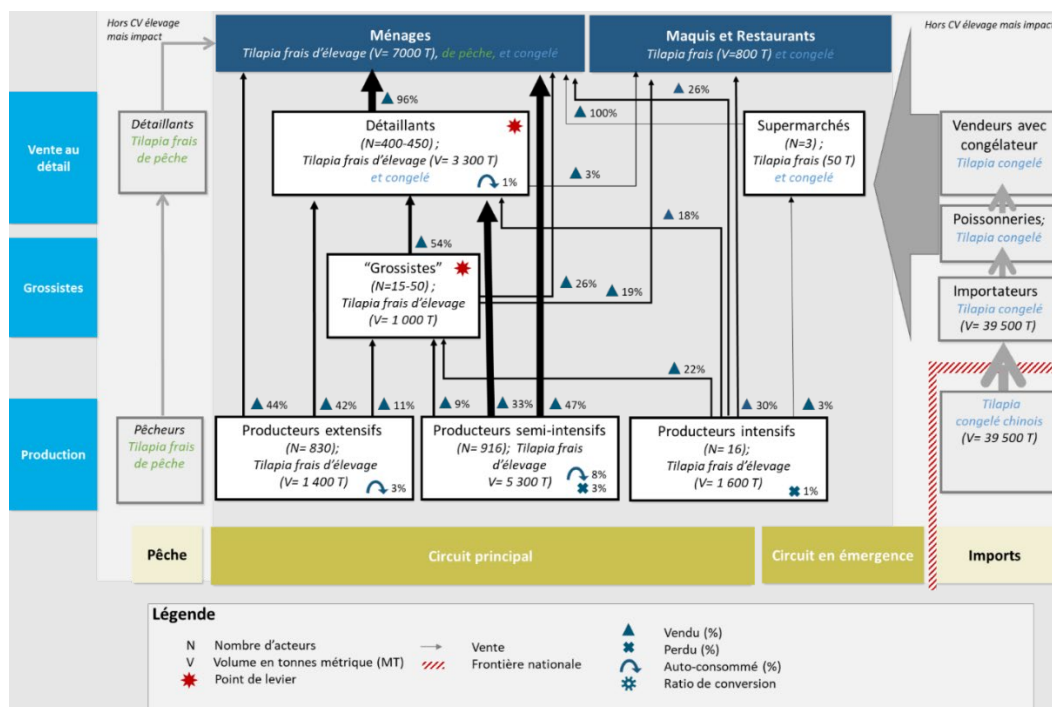 Hors CV élevage
mais impact
Ménages
Tilapia frais d'élevage (V= 7000 T), de pêche, et congelé
Maquis et Restaurants
Tilapia frais (V=800 T) et congelé
Hors CV élevage mais impact
Vente au
détail
Grossistes
Production
Détaillants
Tilapia frais
de pêche
Pêcheurs
Tilapia frais
de pêche
96%
Détaillants
(N=400-450) ;
Tilapia frais d'élevage (V= 3 300 T)
et congelé
1%
100%
26%
3%
Supermarchés
(N=3) ;
Tilapia frais (50 T)
et congelé
Vendeurs avec
congélateur
Tilapia congelé
Poissonneries;
Tilapia congelé
Importateurs
Tilapia congelé
(V= 39 500 T)
Tilapia
congelé chinois
(V= 39 500 T)
54%
18%
"Grossistes"
(N=15-50) ;
Tilapia frais d'élevage
(V= 1 000 T)
26%
19%
22%
44%
42%
11%
9%
33%
47%
30%
3%
Producteurs extensifs
(N= 830);
Tilapia frais d'élevage
(V= 1 400 T)
3%
Producteurs semi-intensifs
(N= 916); Tilapia frais
d'élevage
V= 5 300 T)
8%
3%
Producteurs intensifs
(N= 16);
Tilapia frais d'élevage
(V= 1 600 T)
1%
Pêche
Circuit principal
Circuit en émergence
Imports
Légende
N Nombre d'acteurs
V Volume en tonnes métrique (MT)
Point de levier
Vente
Frontière nationale
Vendu (%)
Perdu (%)
Auto-consommé (%)
Ratio de conversion